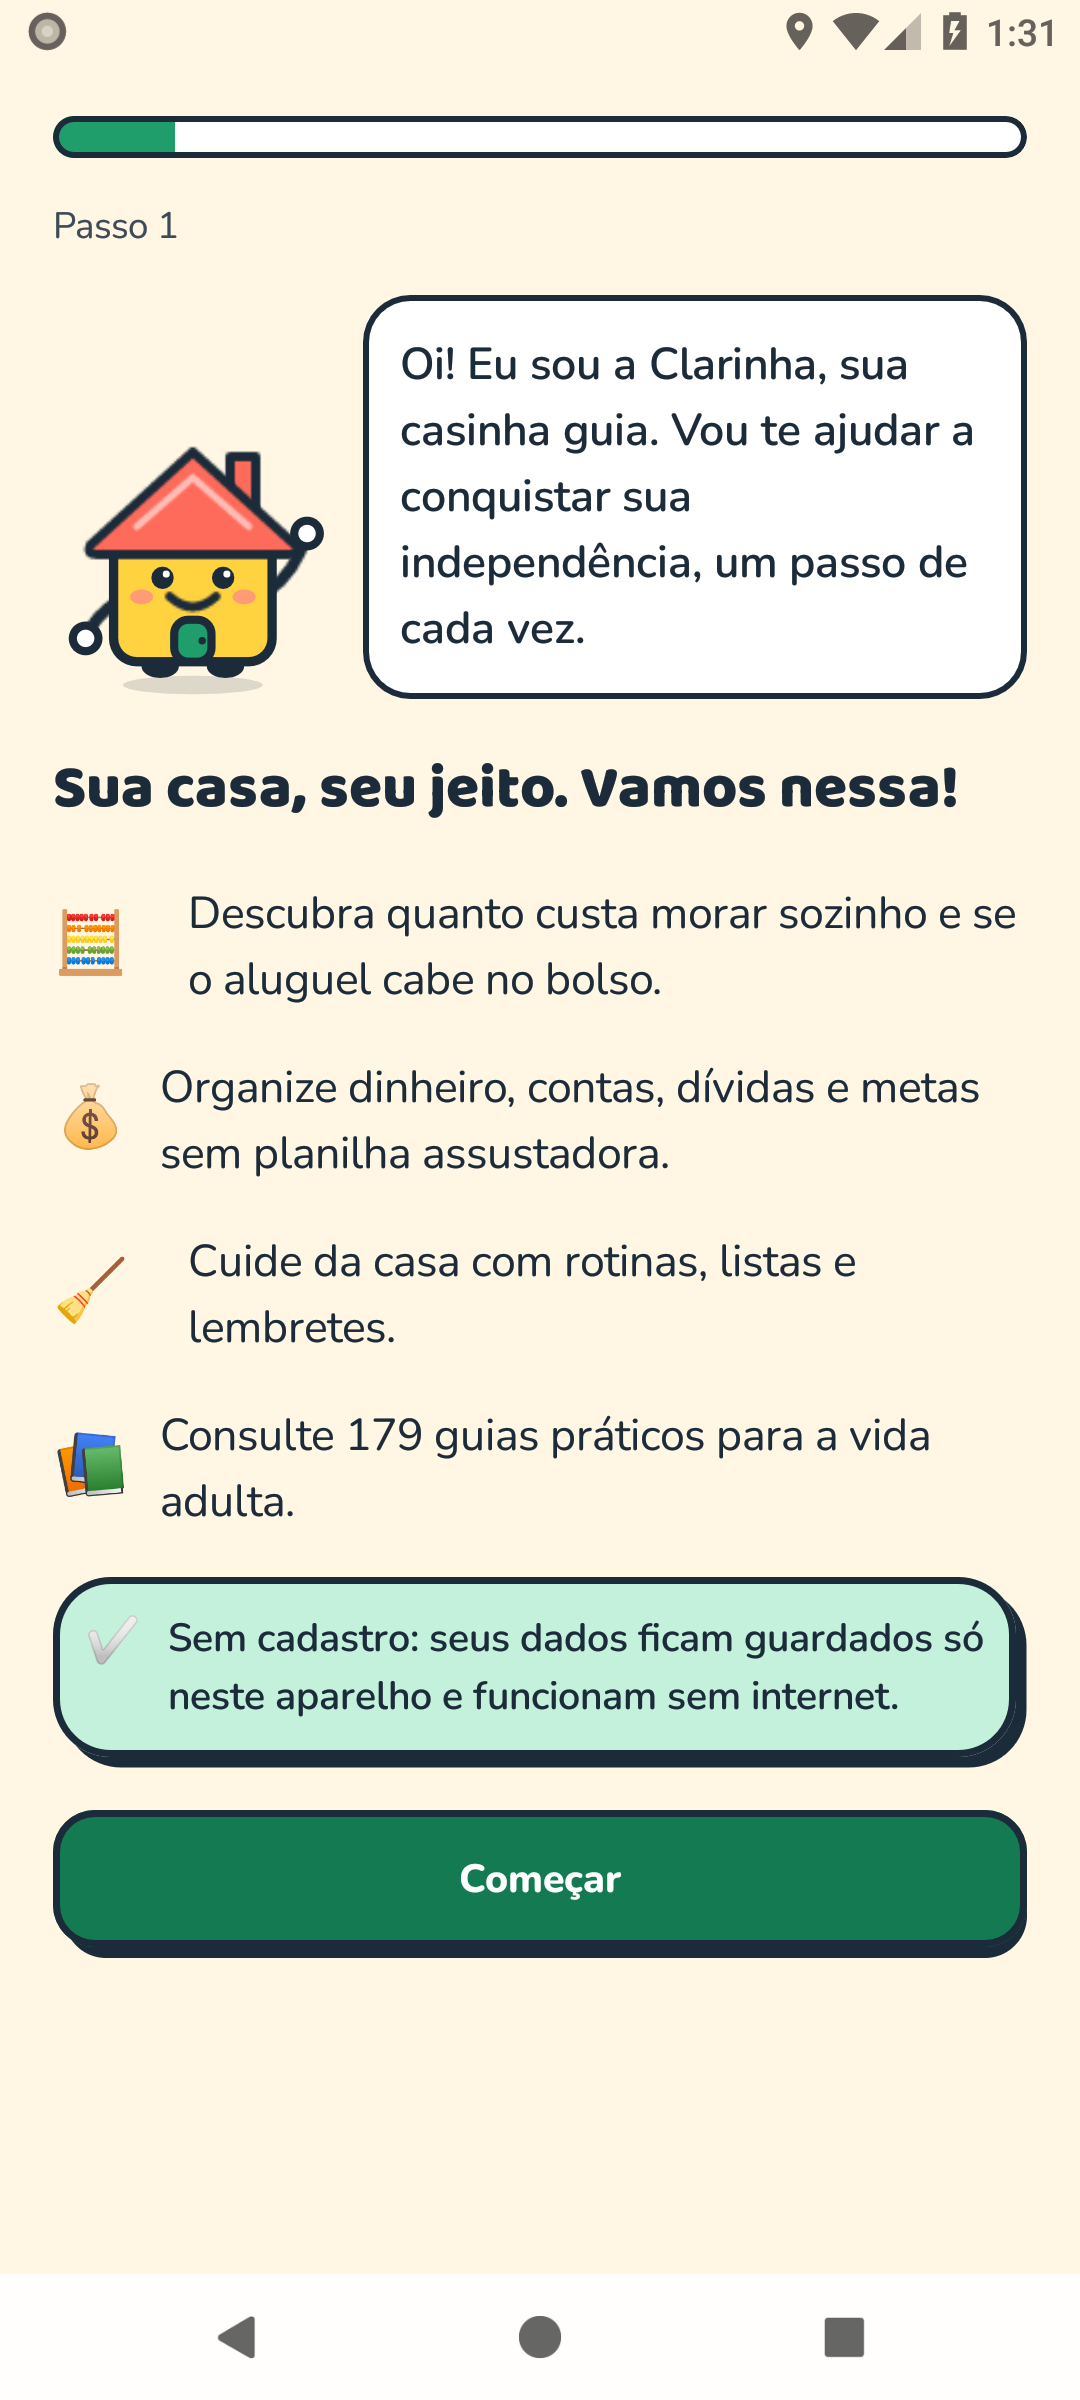 1:31
Passo 1
Oi! Eu sou a Clarinha, sua
casinha guia. Vou te ajudar a
conquistar sua
independência, um passo de
cada vez.
Sua casa, seu jeito. Vamos nessa!
Descubra quanto custa morar sozinho e se
o aluguel cabe no bolso.
Organize dinheiro, contas, dívidas e metas
sem planilha assustadora.
Cuide da casa com rotinas, listas e
lembretes.
Consulte 179 guias práticos para a vida
adulta.
Sem cadastro: seus dados ficam guardados só
neste aparelho e funcionam sem internet.
Começar